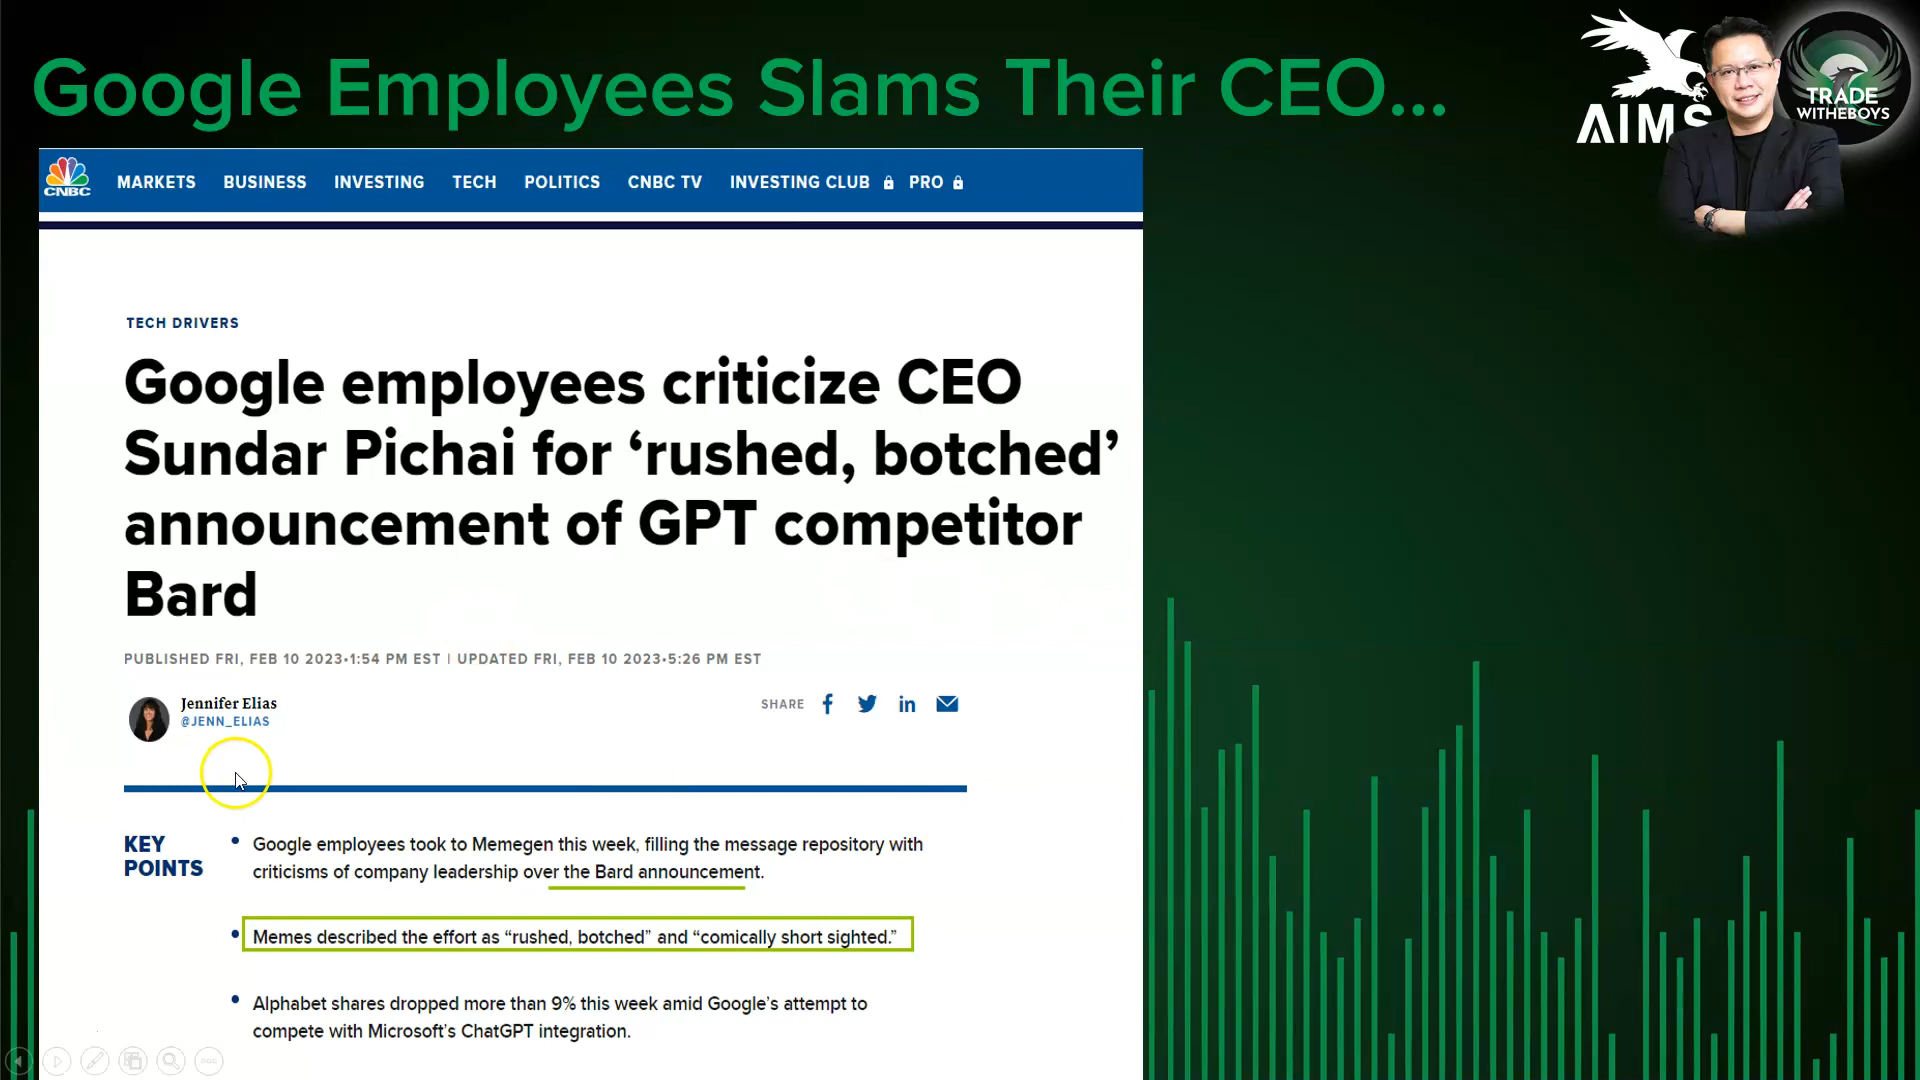 Google Employees Slams Their CEO...
AIMS
TRADE
WITHEBOYS
CNBC
MARKETS BUSINESS INVESTING TECH POLITICS CNBC TV INVESTING CLUB PRO
TECH DRIVERS
Google employees criticize CEO
Sundar Pichai for ‘rushed, botched’
announcement of GPT competitor
Bard
PUBLISHED FRI, FEB 10 2023•1:54 PM EST | UPDATED FRI, FEB 10 2023•5:26 PM EST
Jennifer Elias
@JENN_ELIAS
SHARE
KEY
POINTS
Google employees took to Memegen this week, filling the message repository with
criticisms of company leadership over the Bard announcement.
Memes described the effort as “rushed, botched” and “comically short sighted.”
Alphabet shares dropped more than 9% this week amid Google’s attempt to
compete with Microsoft’s ChatGPT integration.